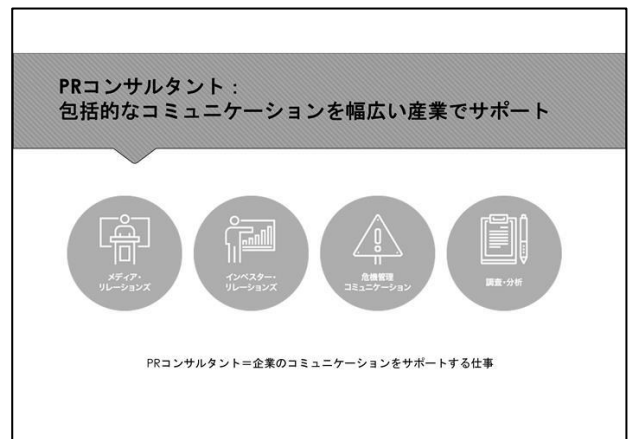 PRコンサルタント：
包括的なコミュニケーションを幅広い産業でサポート
メディア・
リレーションズ
インベスター・
リレーションズ
危機管理
コミュニケーション
調査・分析
PRコンサルタント＝企業のコミュニケーションをサポートする仕事